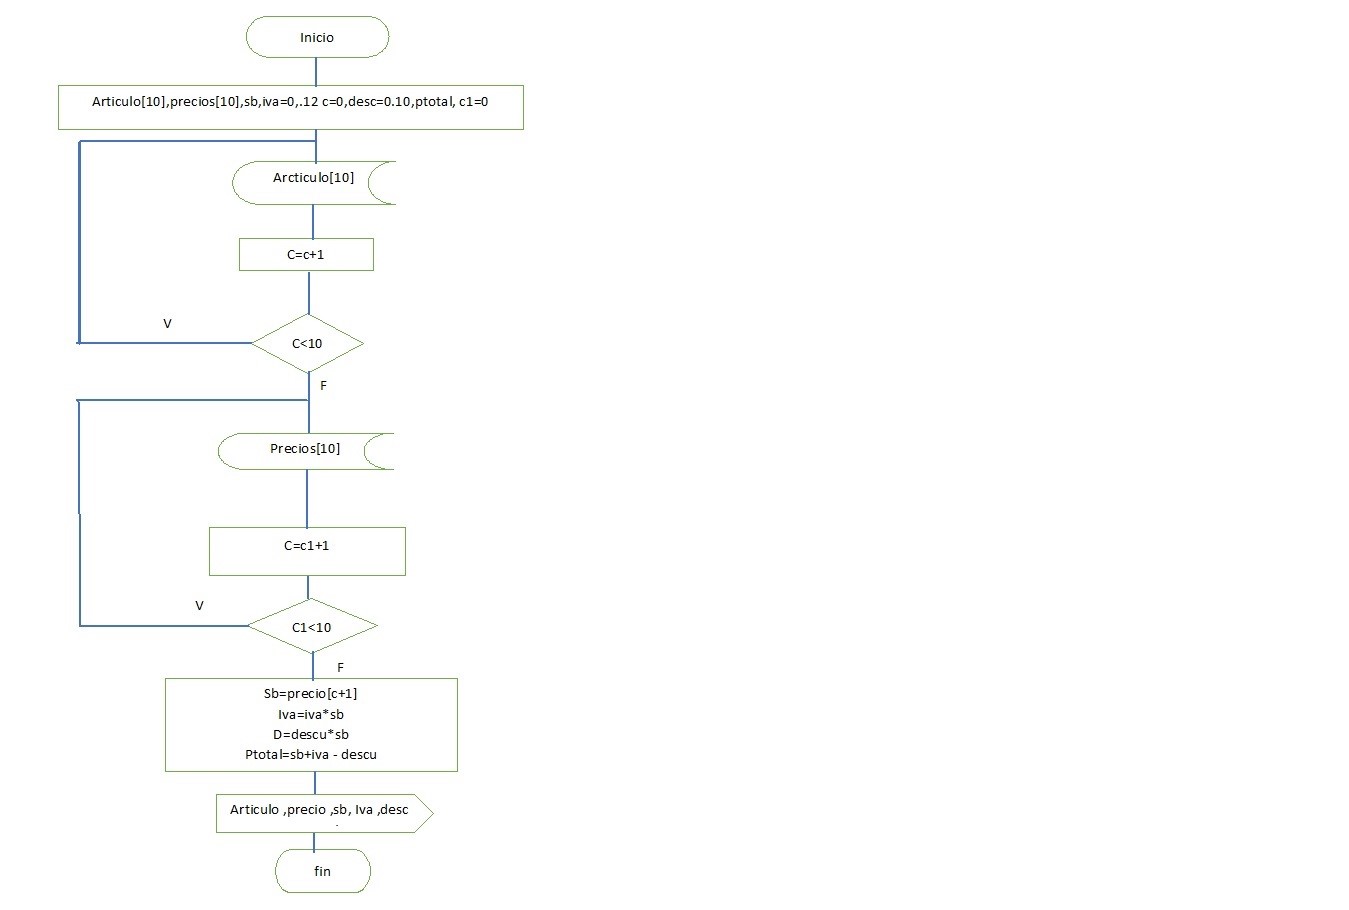 Inicio
Articulo[10],precios[10],sb,iva=0,.12 c=0,desc=0.10,ptotal, c1=0
Arcticulo[10]
C=c+1
V
C<10
F
Precios[10]
C=c1+1
V
C1<10
F
Sb=precio[c+1]
Iva=iva*sb
D=descu*sb
Ptotal=sb+iva - descu
Articulo ,precio ,sb, Iva ,desc
fin